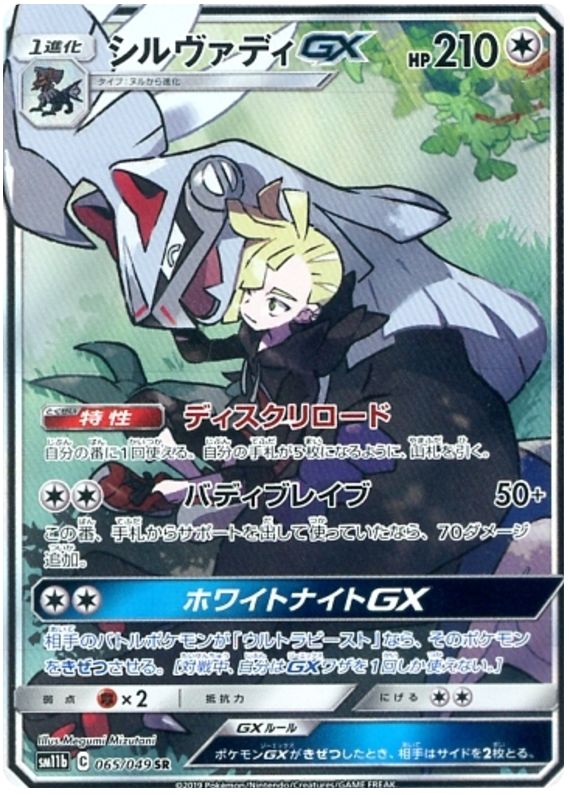 1進化 シルヴァディGX HP210
タイプ:ヌルから進化
特性 ディスクリロード
自分の番に1回使える。自分の手札が5枚になるように、山札を引く。
バディブレイブ 50+
この番、手札からサポートを出して使っていたなら、70ダメージ
追加。
ホワイトナイトGX
相手のバトルポケモンが「ウルトラビースト」なら、そのポケモン
をきぜつさせる。[対戦中、自分はGXワザを1回しか使えない。]
弱点 ×2 抵抗力 にげる
GXルール
ポケモンGXがきぜつしたとき、相手はサイドを2枚とる。
Illus. Megumi Mizutani
sm11b C 065/049 SR
©2019 Pokémon/Nintendo/Creatures/GAME FREAK.